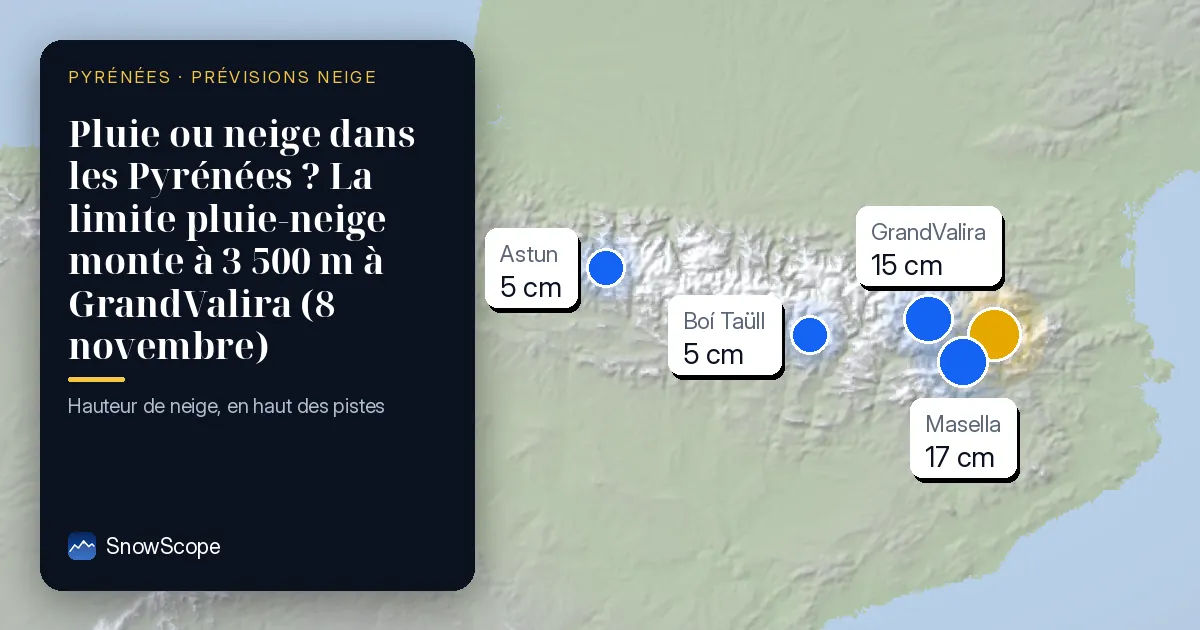 PYRÉNÉES · PRÉVISIONS NEIGE
Pluie ou neige dans
les Pyrénées ? La
limite pluie-neige
monte à 3 500 m à
GrandValira (8
novembre)
Hauteur de neige, en haut des pistes
SnowScope
Astun
5 cm
Boí Taüll
5 cm
GrandValira
15 cm
Masella
17 cm